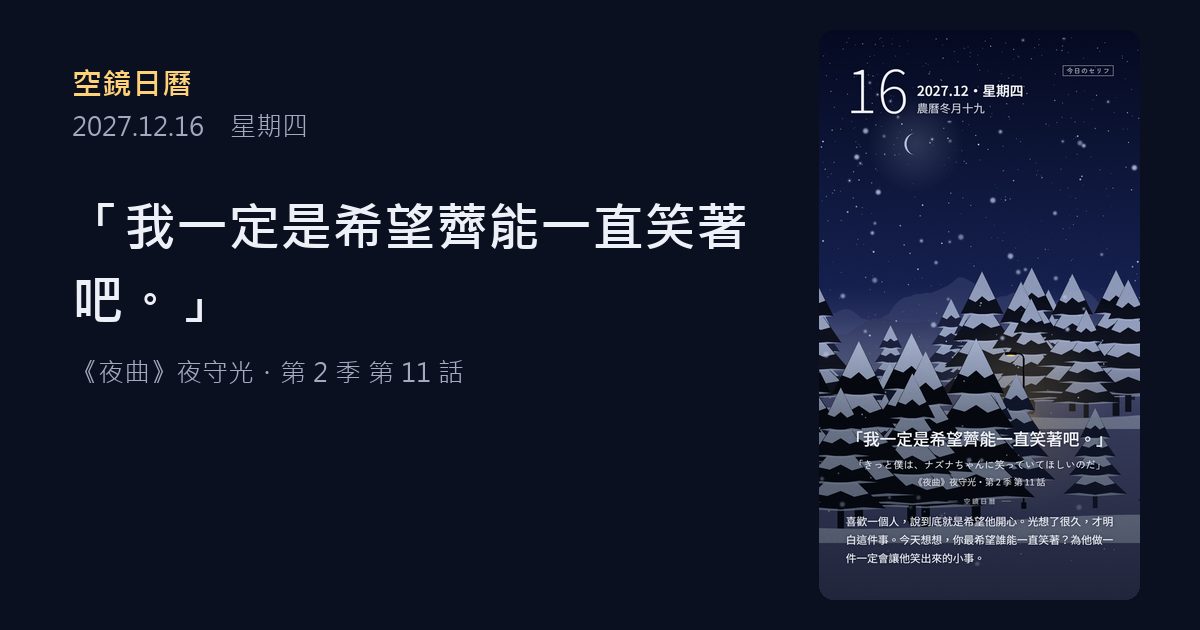 空鏡日曆
2027.12.16 星期四
「我一定是希望薺能一直笑著
吧。」
《夜曲》夜守光·第 2 季 第 11 話
16
2027.12・星期四
農曆冬月十九
今日のセリフ
「我一定是希望薺能一直笑著吧。」
「きっと僕は、ナズナちゃんに笑っていてほしいのだ」
《夜曲》夜守光・第 2 季 第 11 話
空鏡日曆
喜歡一個人，說到底就是希望他開心。光想了很久，才明
白這件事。今天想想，你最希望誰能一直笑著？為他做一
件一定會讓他笑出來的小事。